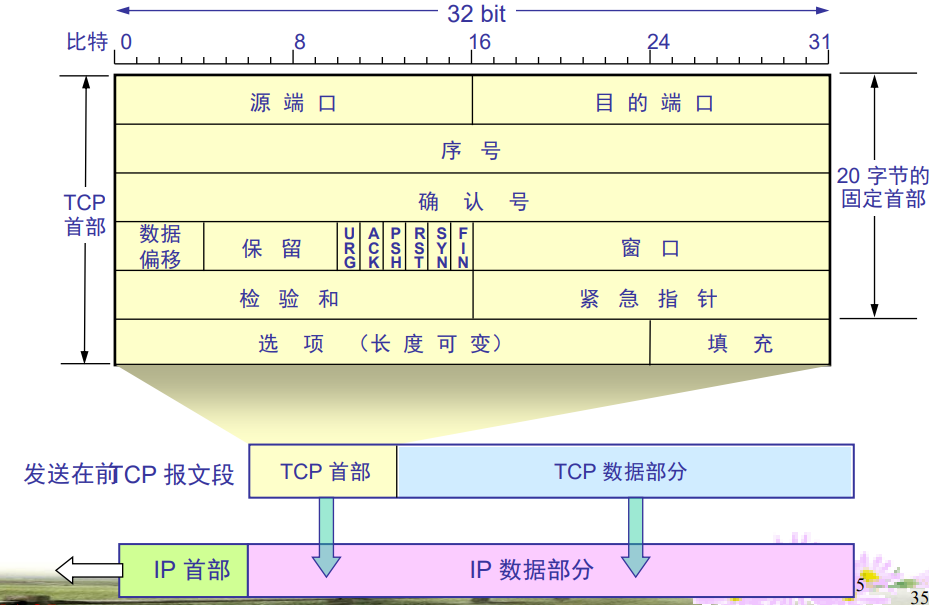 32 bit
比特 0 8 16 24 31
源 端 口 目 的 端 口
序 号
确 认 号
TCP
首部
20 字节的
固定首部
数据
偏移
保 留
URG
ACK
PSH
RST
SYN
FIN
窗 口
检 验 和 紧 急 指 针
选 项 （长 度 可 变） 填 充
发送在前
TCP 报文段
TCP 首部
TCP 数据部分
IP 首部
IP 数据部分
5
35